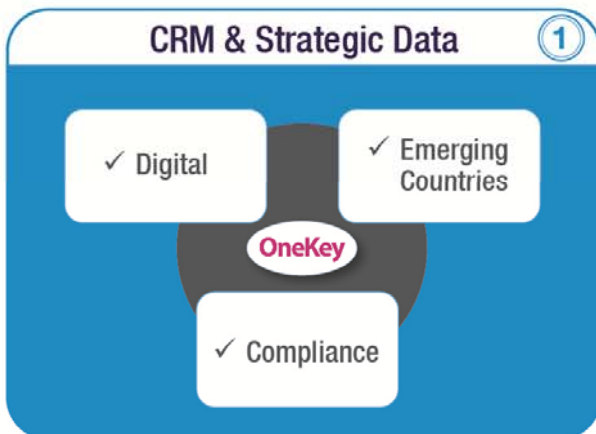 CRM & Strategic Data 1
✓ Digital
✓ Emerging
Countries
OneKey
✓ Compliance